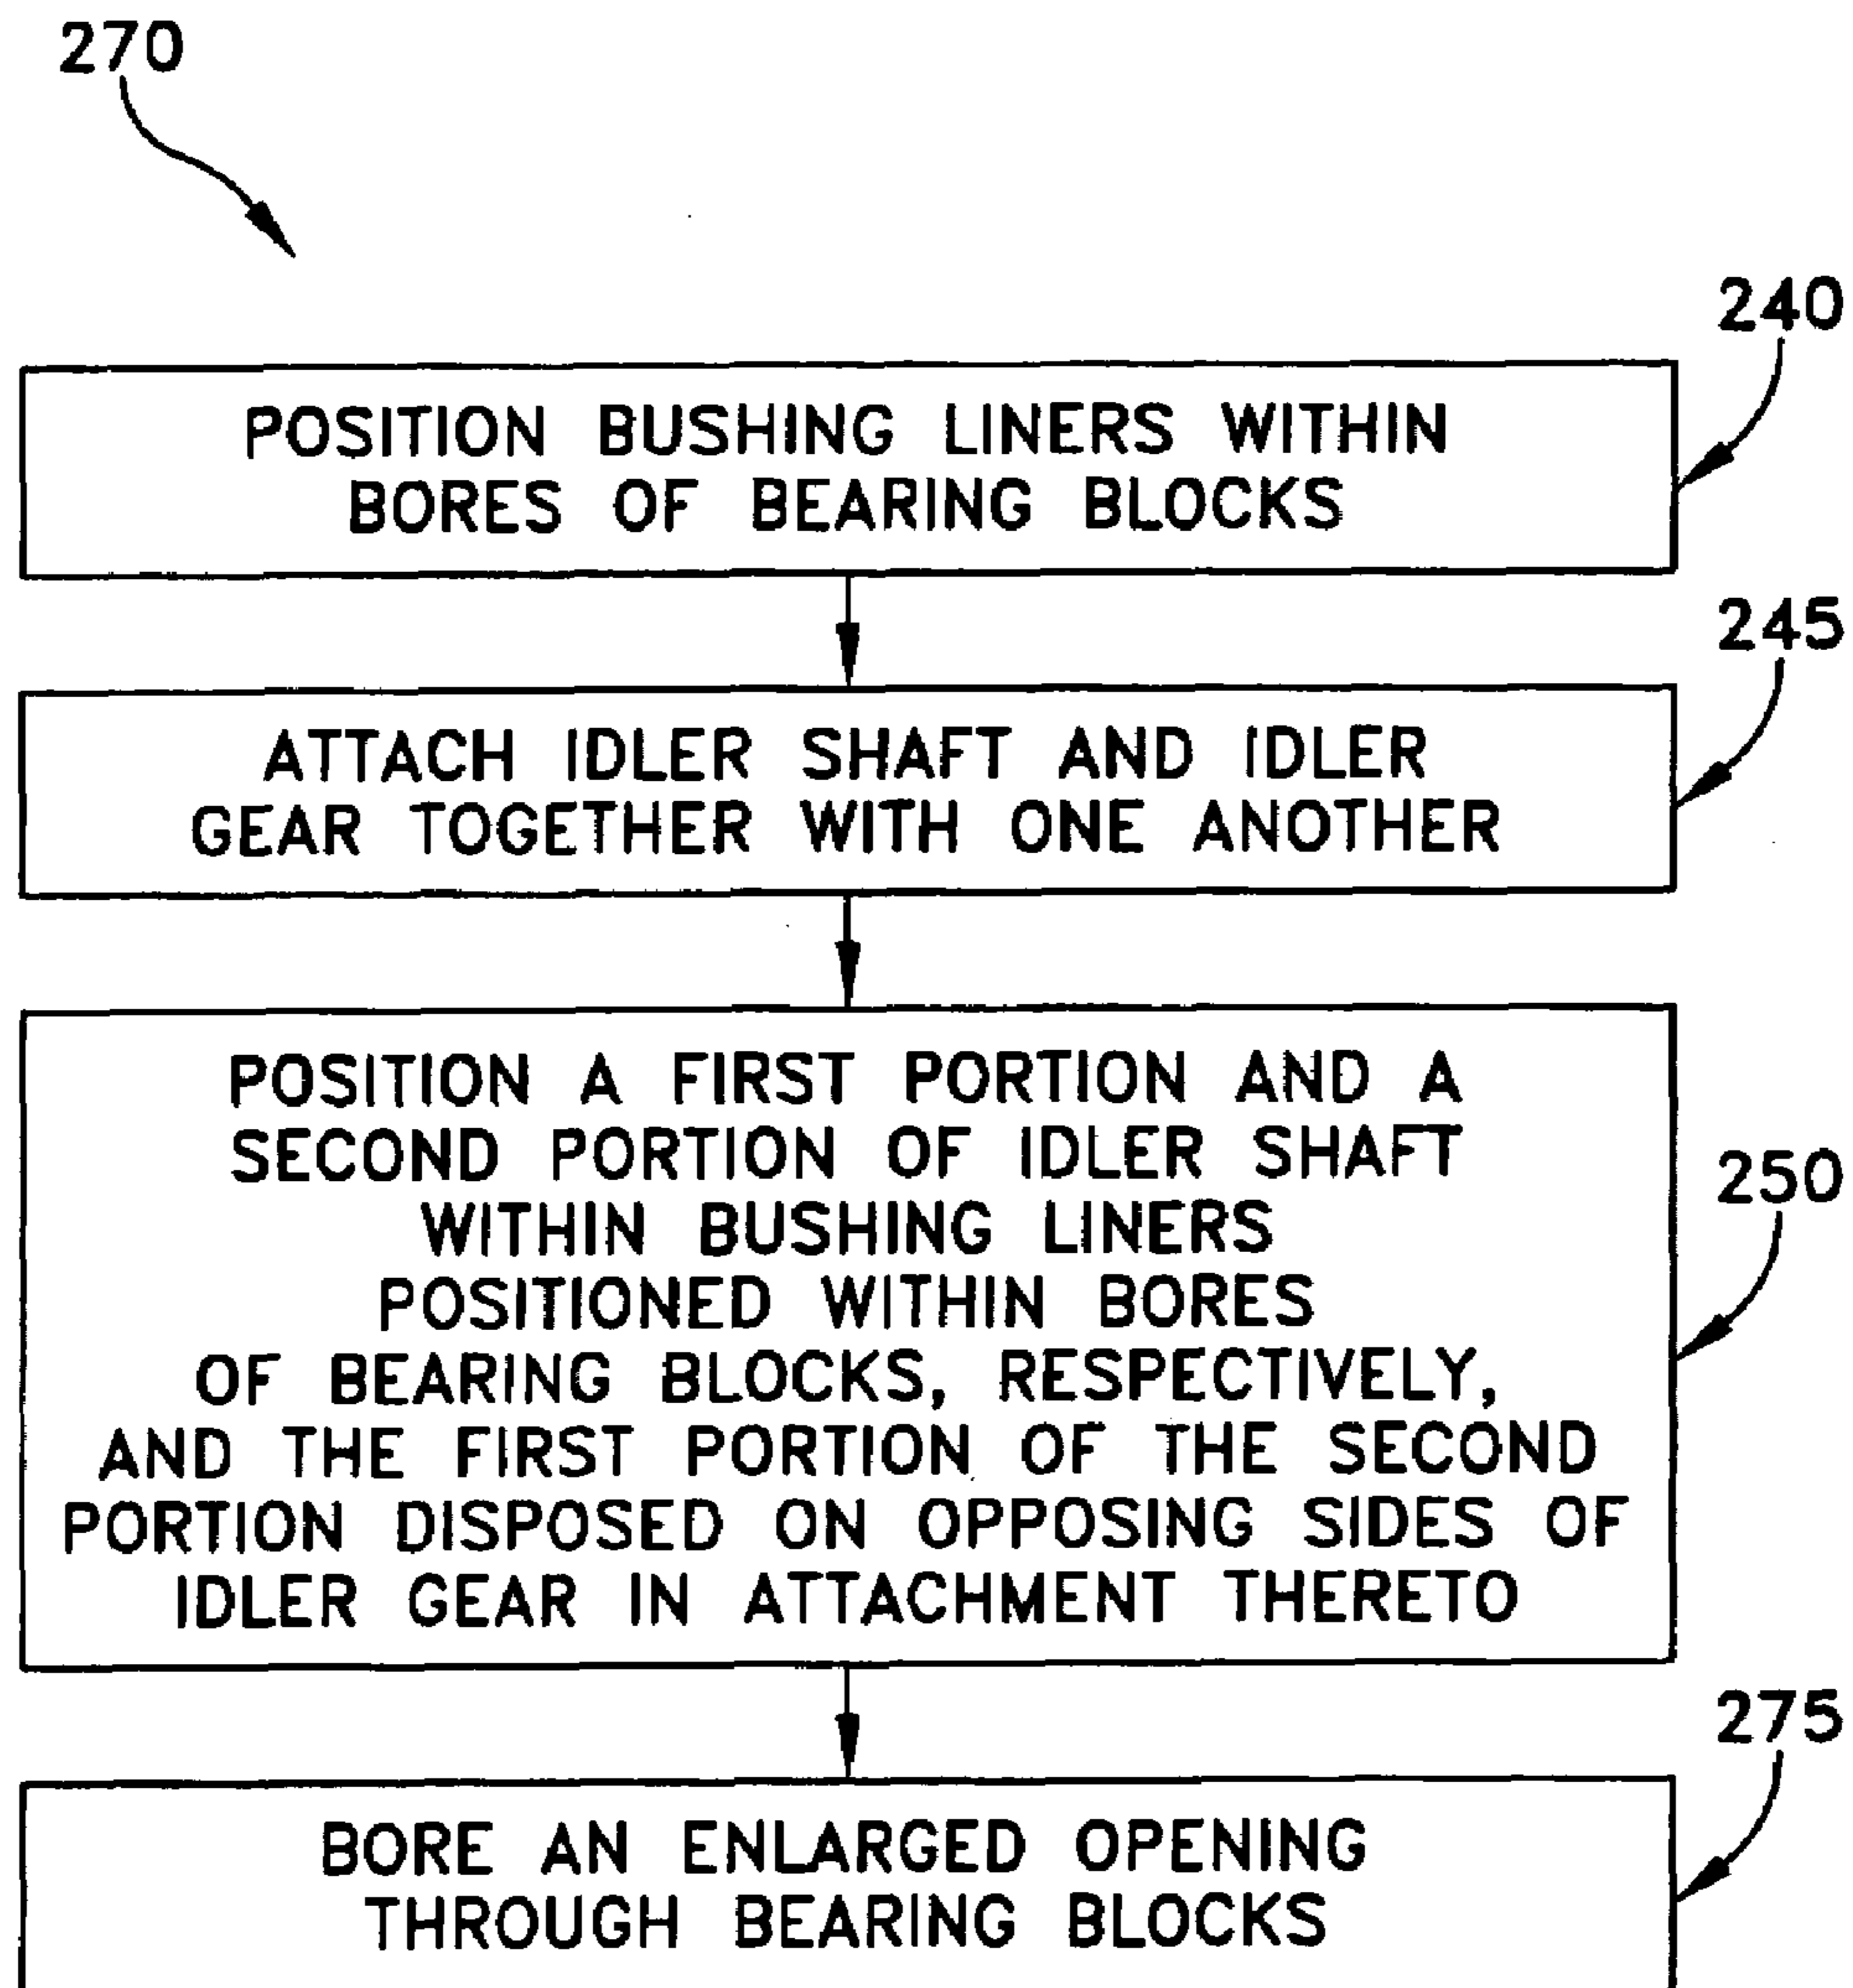 270
240
POSITION BUSHING LINERS WITHIN
BORES OF BEARING BLOCKS
245
ATTACH IDLER SHAFT AND IDLER
GEAR TOGETHER WITH ONE ANOTHER
POSITION A FIRST PORTION AND A
SECOND PORTION OF IDLER SHAFT
250
WITHIN BUSHING LINERS
POSITIONED WITHIN BORES
OF BEARING BLOCKS, RESPECTIVELY,
AND THE FIRST PORTION OF THE SECOND
PORTION DISPOSED ON OPPOSING SIDES OF
IDLER GEAR IN ATTACHMENT THERETO
275
BORE AN ENLARGED OPENING
THROUGH BEARING BLOCKS